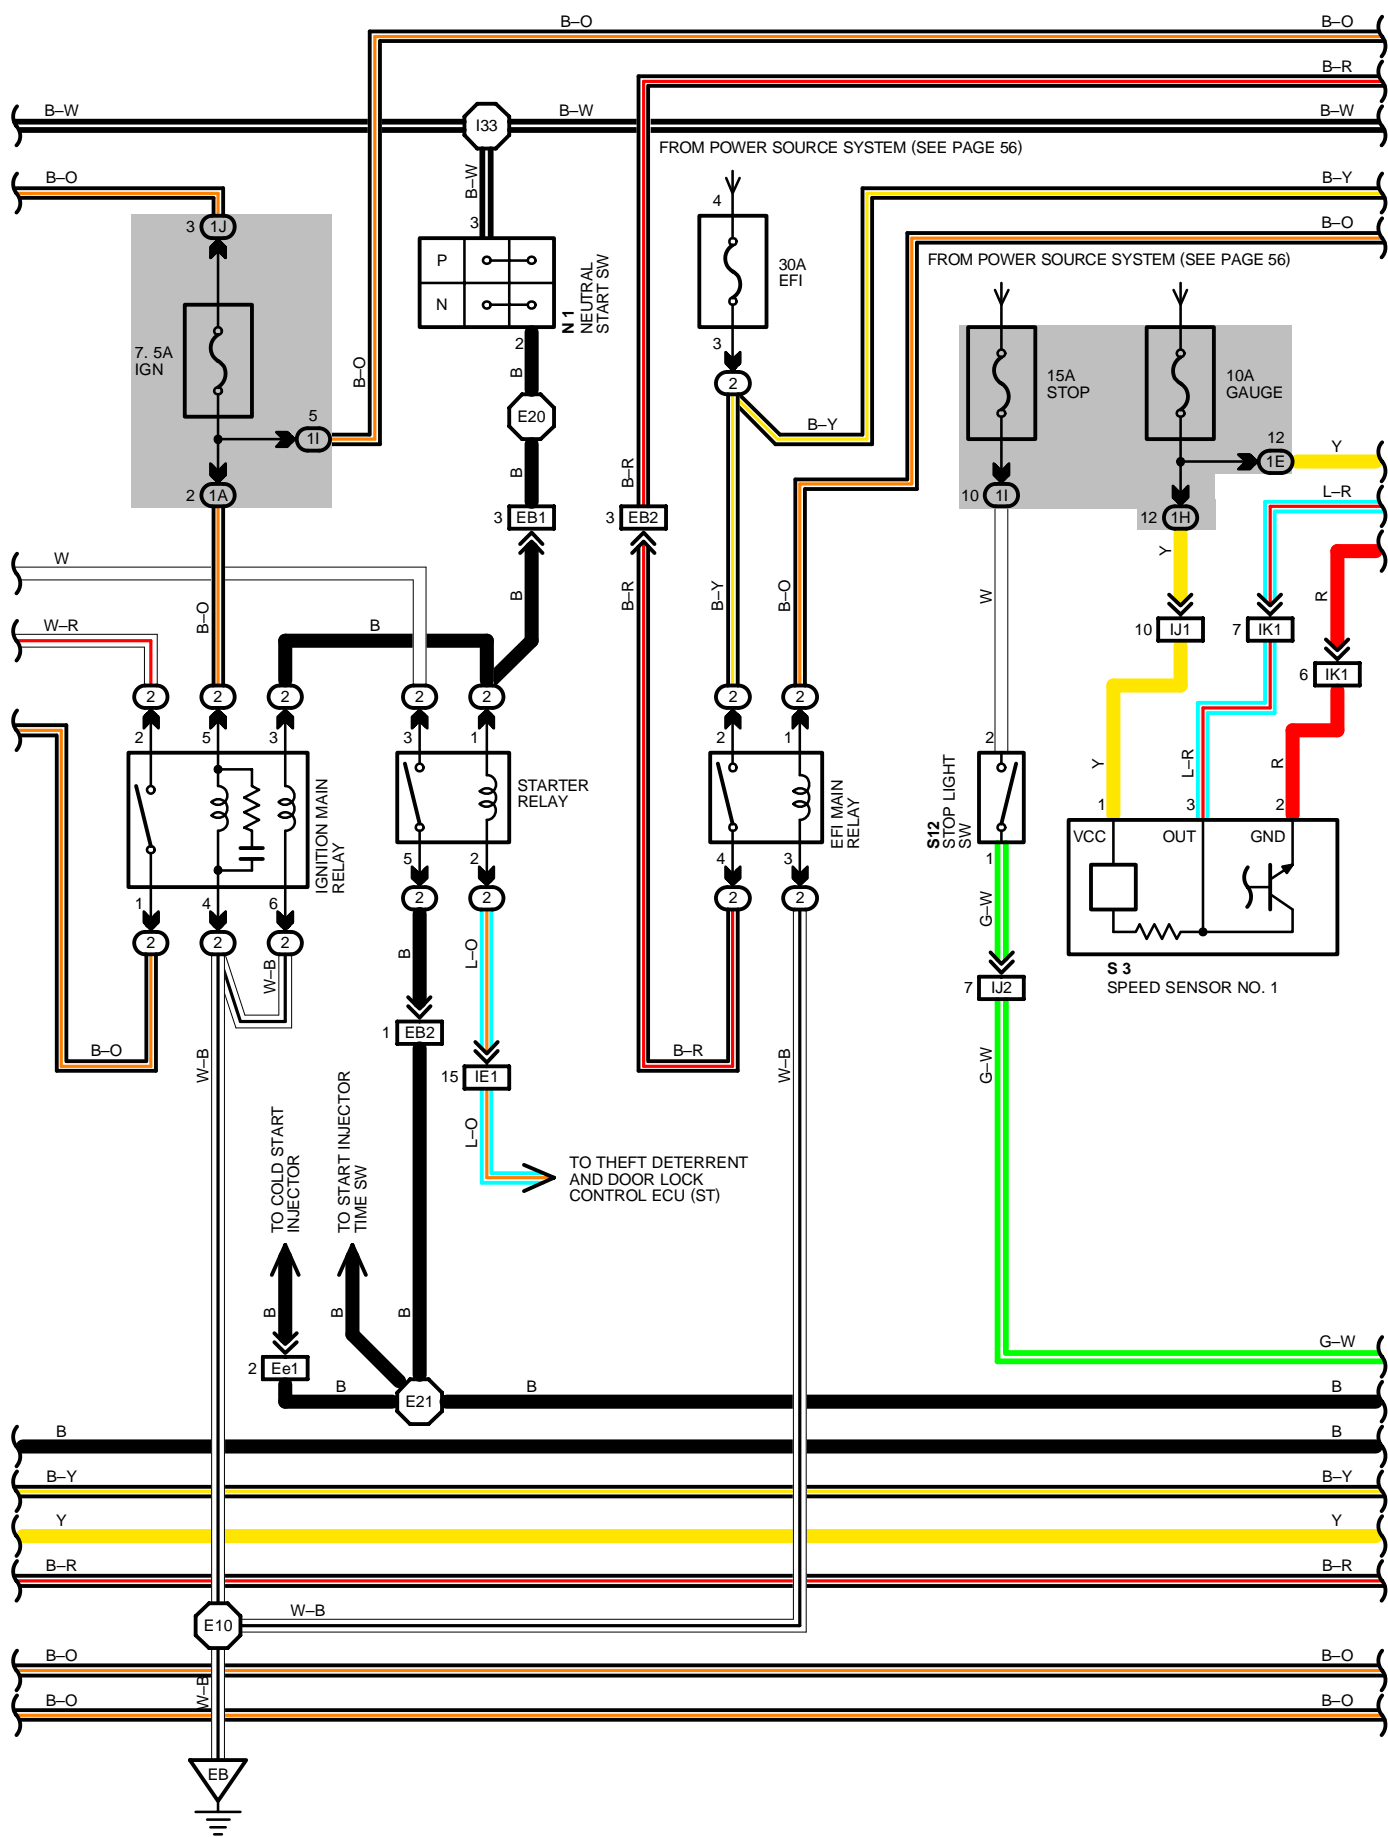 B–O
B–O
B–R
B–W
B–W
B–W
I33
FROM POWER SOURCE SYSTEM (SEE PAGE 56)
B–O
B–W
B–Y
4
3
1J
3
B–O
P
N
N 1
NEUTRAL
START SW
30A
EFI
FROM POWER SOURCE SYSTEM (SEE PAGE 56)
2
B
3
7. 5A
IGN
B–O
15A
STOP
10A
GAUGE
2
5
1I
E20
B–Y
12
1E
Y
2
1A
B
B–R
10
1I
L–R
3
EB1
3
EB2
12
1H
W
B
B–R
B–Y
B–O
W
Y
R
W–R
B–O
B
10
IJ1
7
IK1
6
IK1
2
2
2
2
2
2
2
2
5
3
3
1
2
1
2
Y
L–R
R
STARTER
RELAY
IGNITION MAIN
RELAY
EFI MAIN
RELAY
S12
STOP LIGHT
SW
1
3
2
VCC
OUT
GND
1
4
6
5
2
4
3
1
2
2
2
2
2
2
2
G–W
W–B
B
L–O
S 3
SPEED SENSOR NO. 1
7
IJ2
1
EB2
B–O
W–B
15
IE1
B–R
W–B
G–W
L–O
TO COLD START
INJECTOR
TO START INJECTOR
TIME SW
TO THEFT DETERRENT
AND DOOR LOCK
CONTROL ECU (ST)
B
B
B
G–W
2
Ee1
B
E21
B
B
B
B
B–Y
B–Y
Y
Y
B–R
B–R
E10
W–B
B–O
B–O
W–B
B–O
B–O
EB